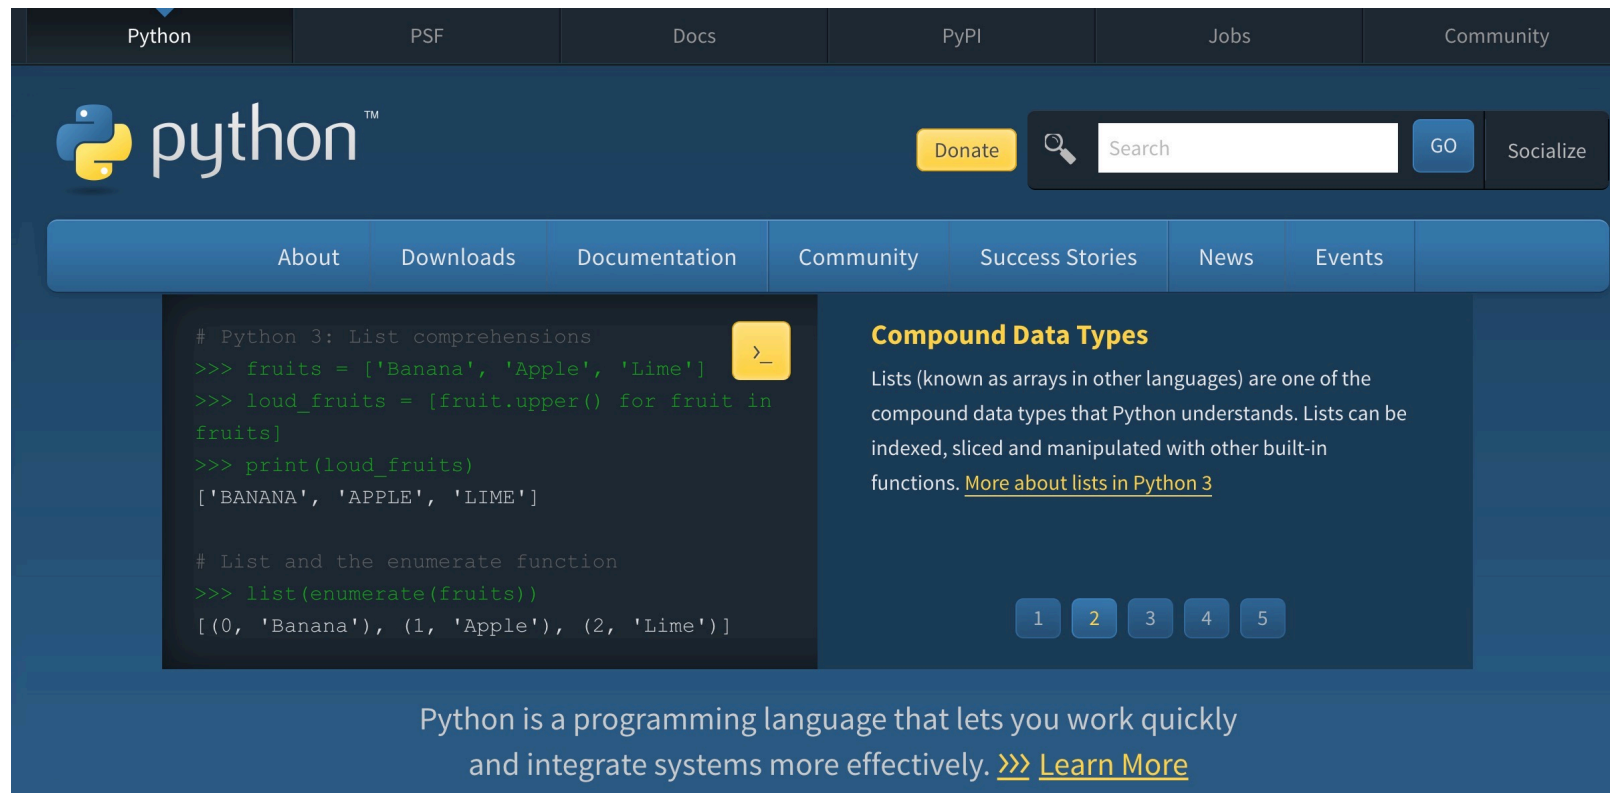 Python
PSF
Docs
PyPI
Jobs
Community
python™
Donate
Search
GO
Socialize
About
Downloads
Documentation
Community
Success Stories
News
Events
# Python 3: List comprehensions
>>> fruits = ['Banana', 'Apple', 'Lime']
>>> loud_fruits = [fruit.upper() for fruit in
fruits]
>>> print(loud_fruits)
['BANANA', 'APPLE', 'LIME']
# List and the enumerate function
>>> list(enumerate(fruits))
[(0, 'Banana'), (1, 'Apple'), (2, 'Lime')]
>_
Compound Data Types
Lists (known as arrays in other languages) are one of the
compound data types that Python understands. Lists can be
indexed, sliced and manipulated with other built-in
functions. More about lists in Python 3
1 2 3 4 5
Python is a programming language that lets you work quickly
and integrate systems more effectively. >>> Learn More